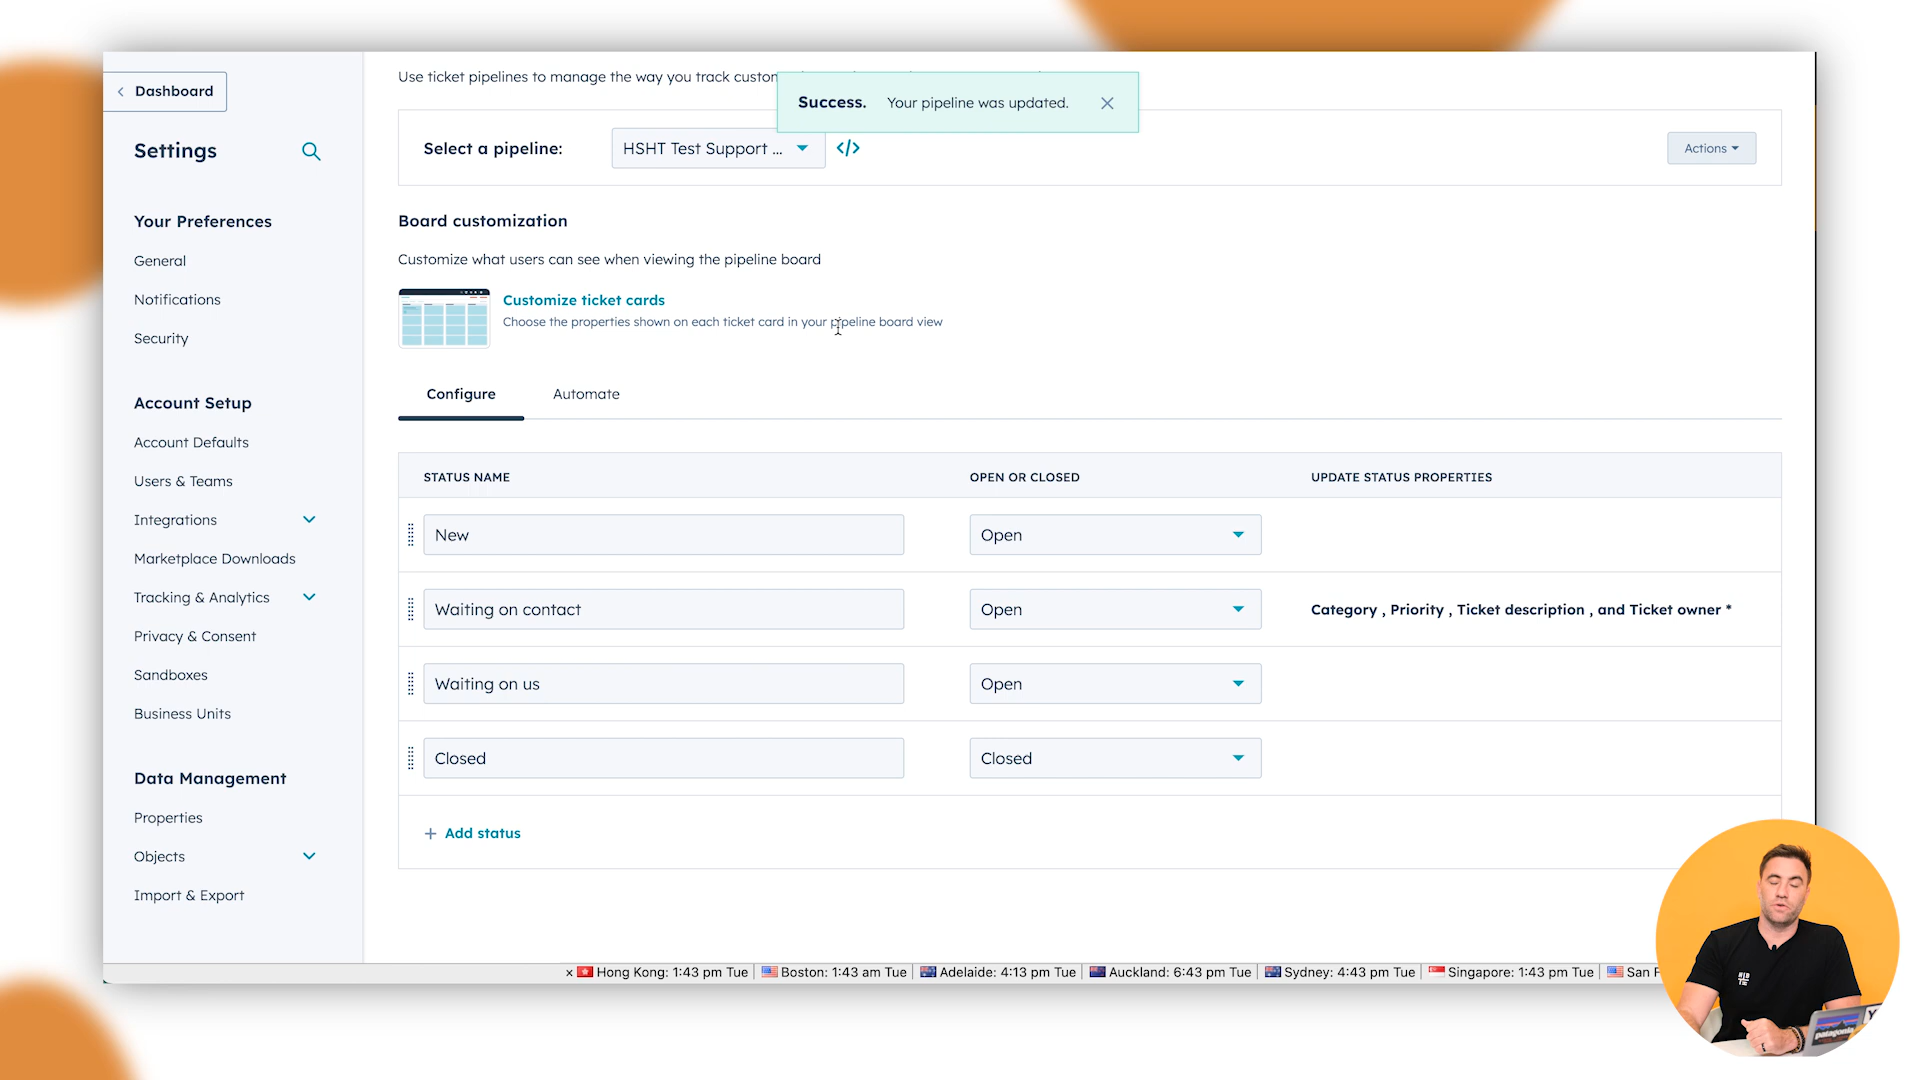 Use ticket pipelines to manage the way you track custom
Success. Your pipeline was updated.
Dashboard
Settings
Select a pipeline: HSHT Test Support ... </> Actions
Your Preferences
General
Notifications
Security
Board customization
Customize what users can see when viewing the pipeline board
Customize ticket cards
Choose the properties shown on each ticket card in your pipeline board view
Configure Automate
Account Setup
Account Defaults
Users & Teams
Integrations
Marketplace Downloads
Tracking & Analytics
Privacy & Consent
Sandboxes
Business Units
Data Management
Properties
Objects
Import & Export
STATUS NAME OPEN OR CLOSED UPDATE STATUS PROPERTIES
New Open
Waiting on contact Open Category , Priority , Ticket description , and Ticket owner *
Waiting on us Open
Closed Closed
+ Add status
× Hong Kong: 1:43 pm Tue Boston: 1:43 am Tue Adelaide: 4:13 pm Tue Auckland: 6:43 pm Tue Sydney: 4:43 pm Tue Singapore: 1:43 pm Tue San F
patagonia